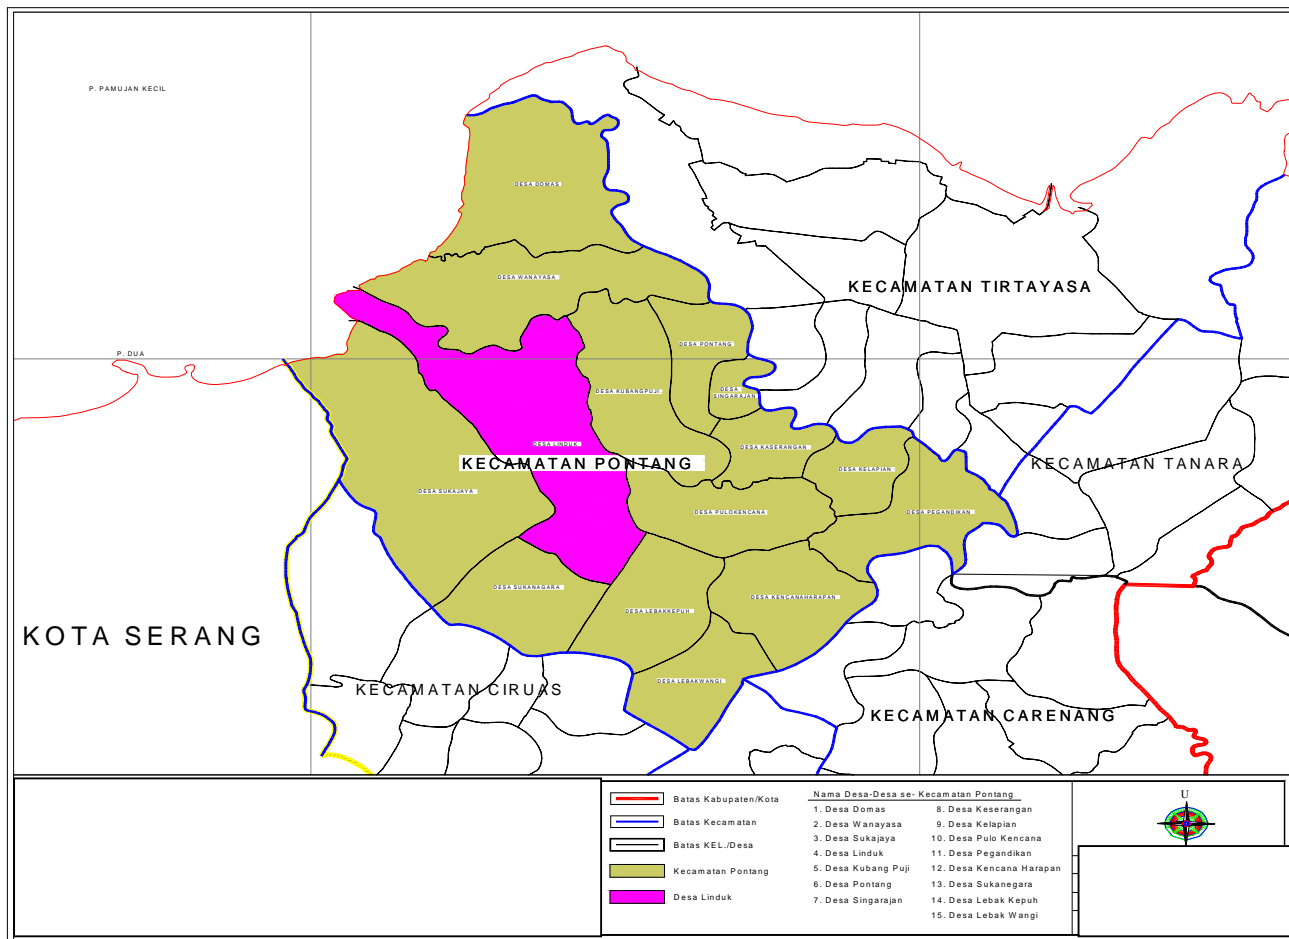 P. PAMUJAN KECIL
DESA DOMAS
DESA WANAYASA
KECAMATAN TIRTAYASA
DESA PONTANG
P. DUA
DESA KUBANGPUJI
DESA
SINGARAJAN
DESA LINDUK
DESA KASERANGAN
KECAMATAN PONTANG
KECAMATAN TANARA
DESA KELAPIAN
DESA SUKAJAYA
DESA PULOKENCANA
DESA PEGANDIKAN
DESA SUKANAGARA
DESA KENCANAHARAPAN
DESA LEBAKKEPUH
KOTA SERANG
DESA LEBAKWANGI
KECAMATAN CIRUAS
KECAMATAN CARENANG
Batas Kabupaten/Kota
Batas Kecamatan
Batas KEL./Desa
Kecamatan Pontang
Desa Linduk
Nama Desa-Desa se- Kecamatan Pontang
1. Desa Domas
2. Desa Wanayasa
3. Desa Sukajaya
4. Desa Linduk
5. Desa Kubang Puji
6. Desa Pontang
7. Desa Singarajan
8. Desa Keserangan
9. Desa Kelapian
10. Desa Pulo Kencana
11. Desa Pegandikan
12. Desa Kencana Harapan
13. Desa Sukanegara
14. Desa Lebak Kepuh
15. Desa Lebak Wangi
U